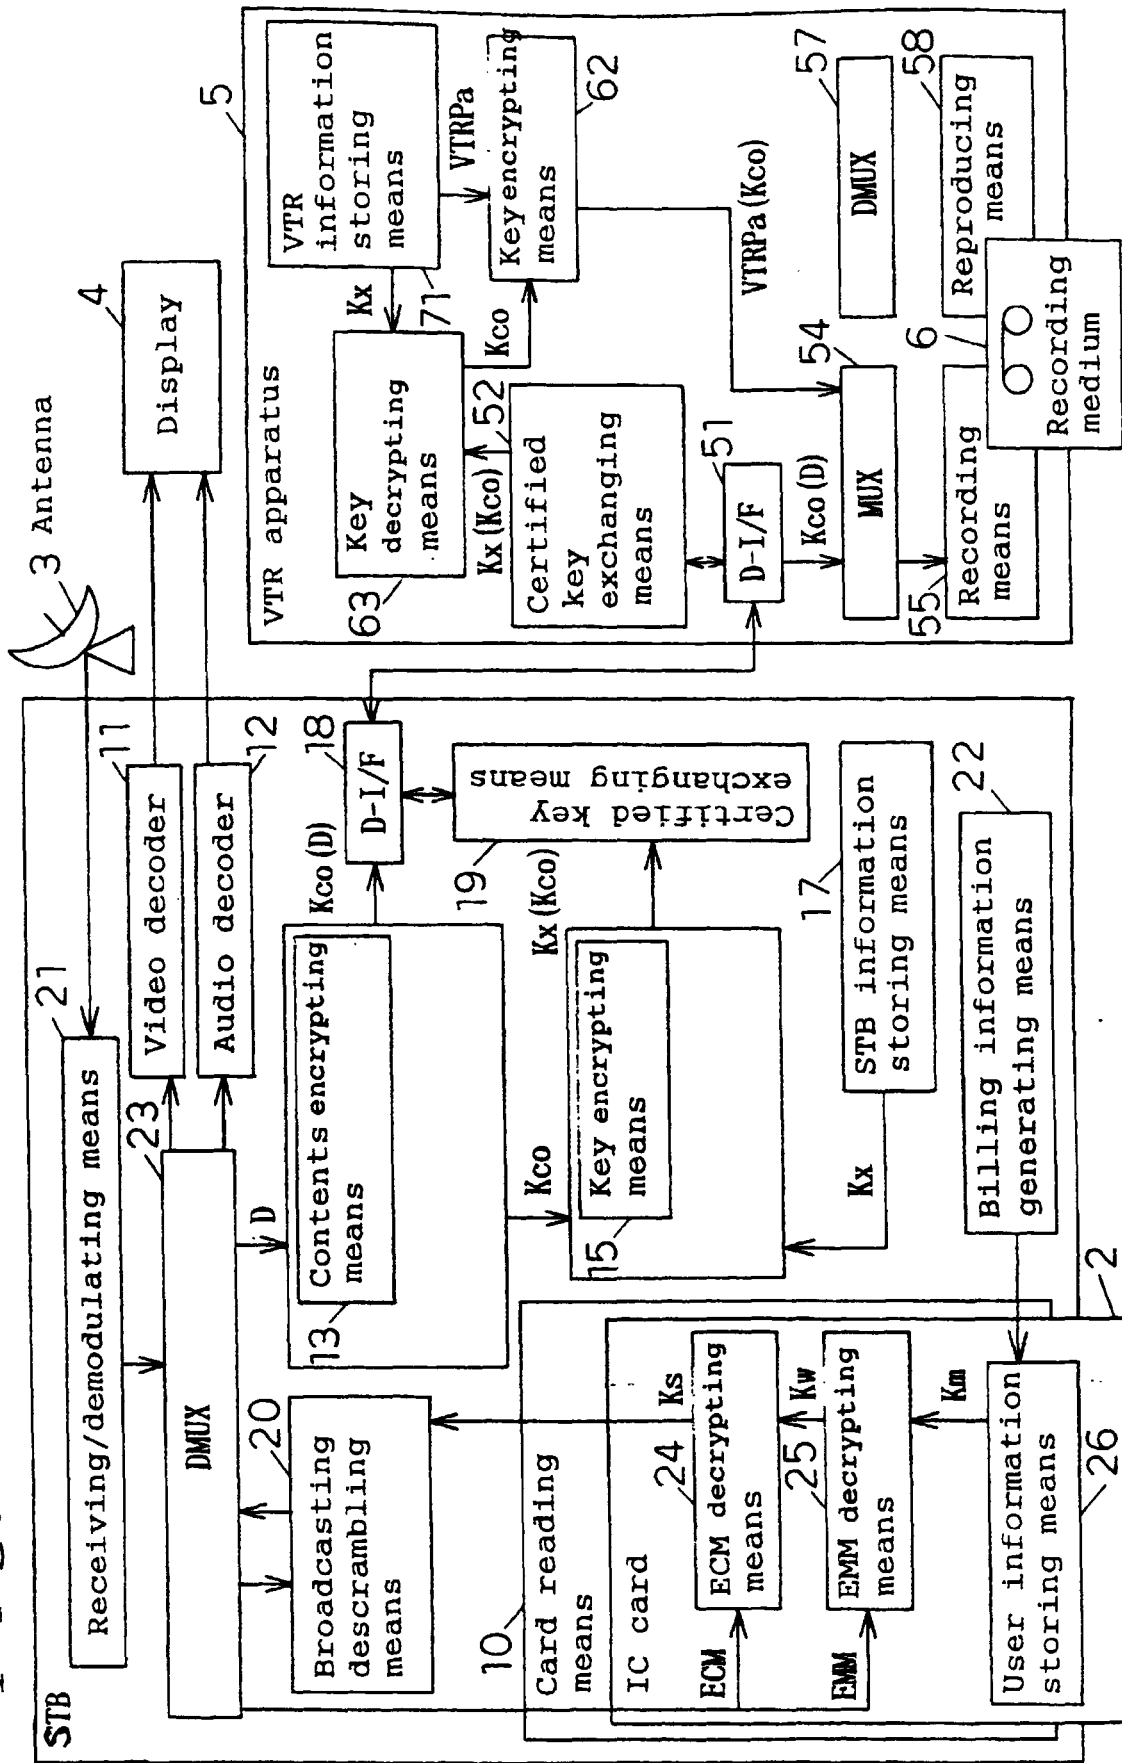 STB
Receiving/demodulating means
21
3 Antenna
4
Display
DMUX
23
Video decoder
11
Audio decoder
12
D
Broadcasting
descrambling
means
20
Contents encrypting
means
13
Kco(D)
D-I/F
18
Certified key
exchanging means
19
Kco
Key encrypting
means
15
Kx(Kco)
Kx
STB information
storing means
17
Billing information
generating means
22
10
Card reading
means
IC card
2
Ks
ECM
ECM decrypting
means
24
Kw
EMM
EMM decrypting
means
25
Km
User information
storing means
26
5
VTR apparatus
VTR
information
storing
means
71
Kx
VTRPa
Key
decrypting
means
63
Kco
Key encrypting
means
62
Kx(Kco)
52
Certified
key
exchanging
means
51
D-I/F
Kco(D)
VTRPa(Kco)
MUX
54
DMUX
57
55
Recording
means
6
Reproducing
means
58
Recording
medium